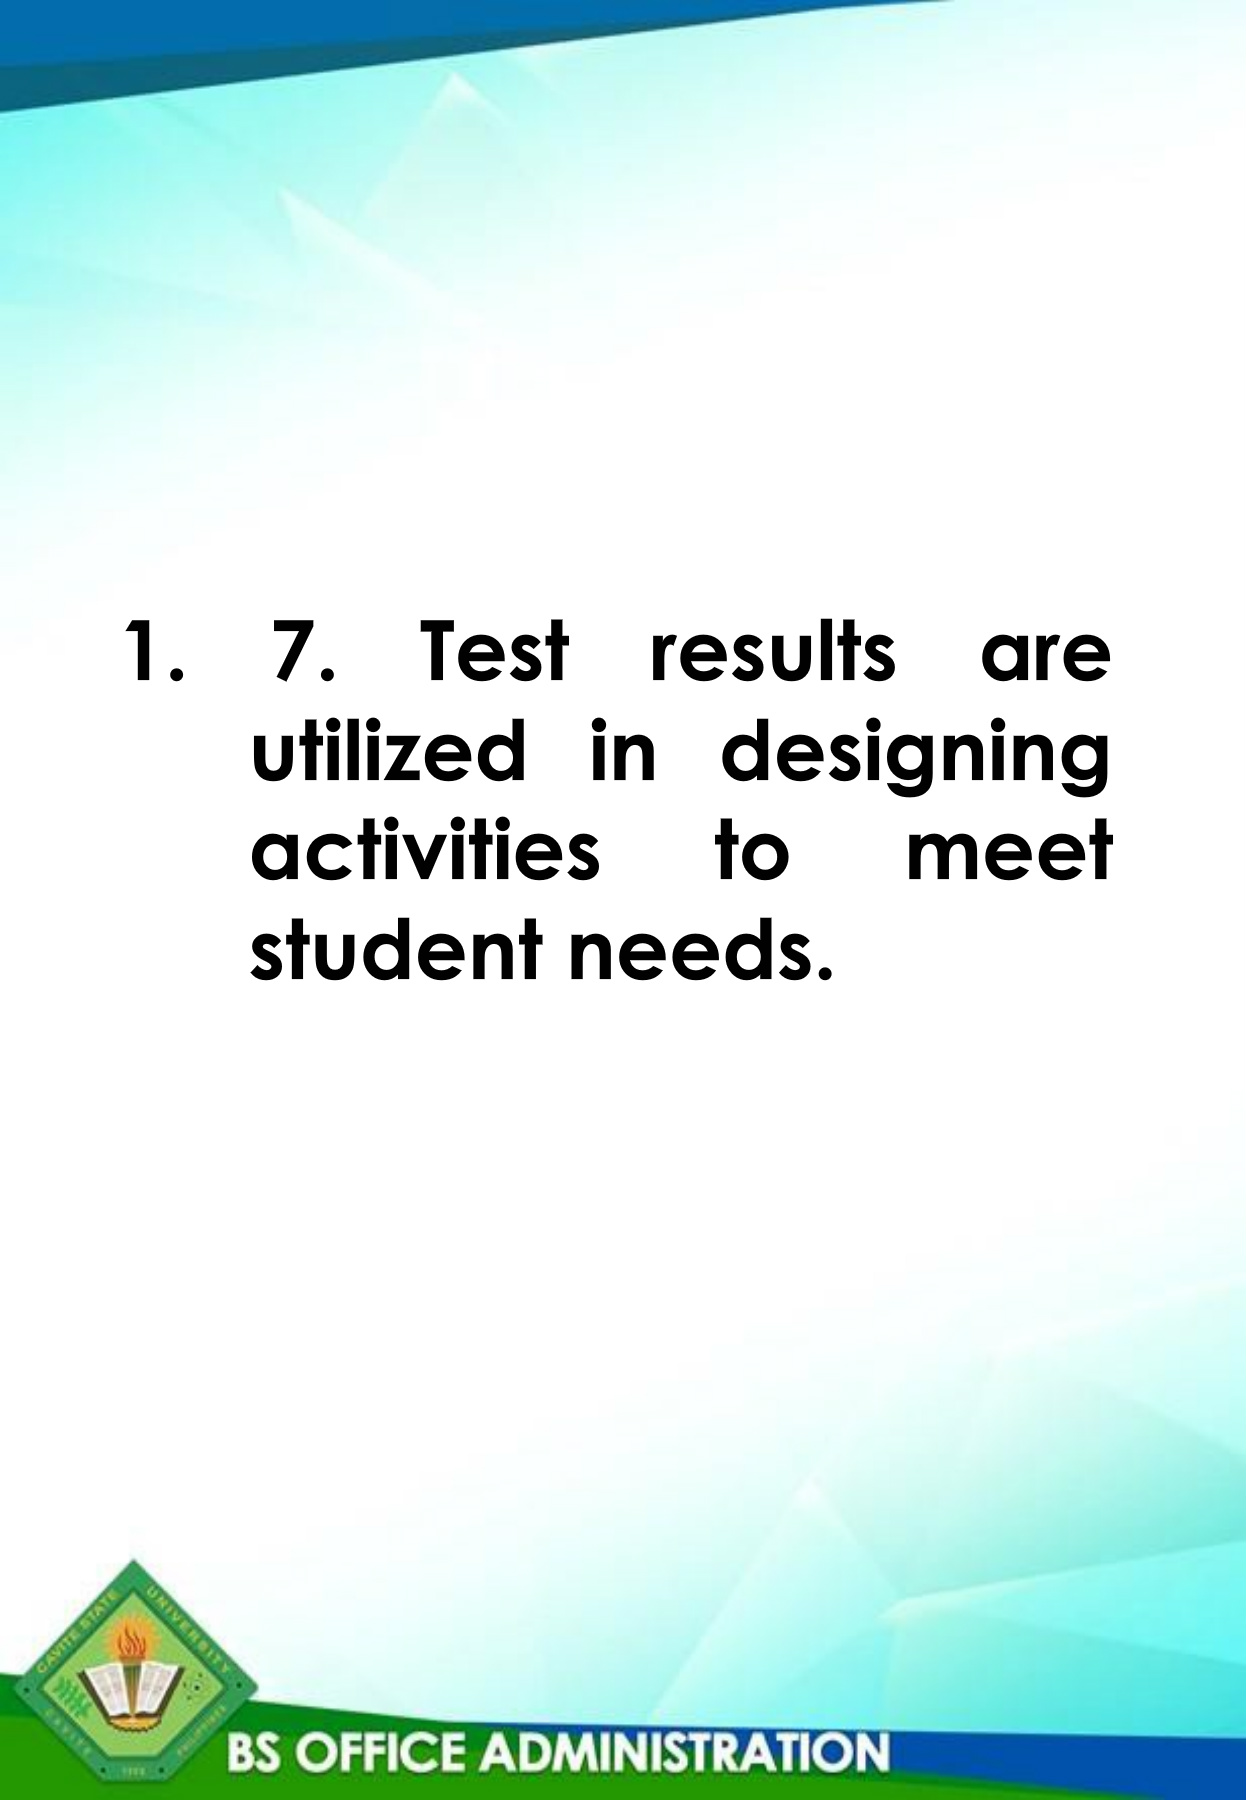 1. 7. Test results are
utilized in designing
activities to meet
student needs.
CAVITE STATE UNIVERSITY
CAVITE PHILIPPINES
BS OFFICE ADMINISTRATION